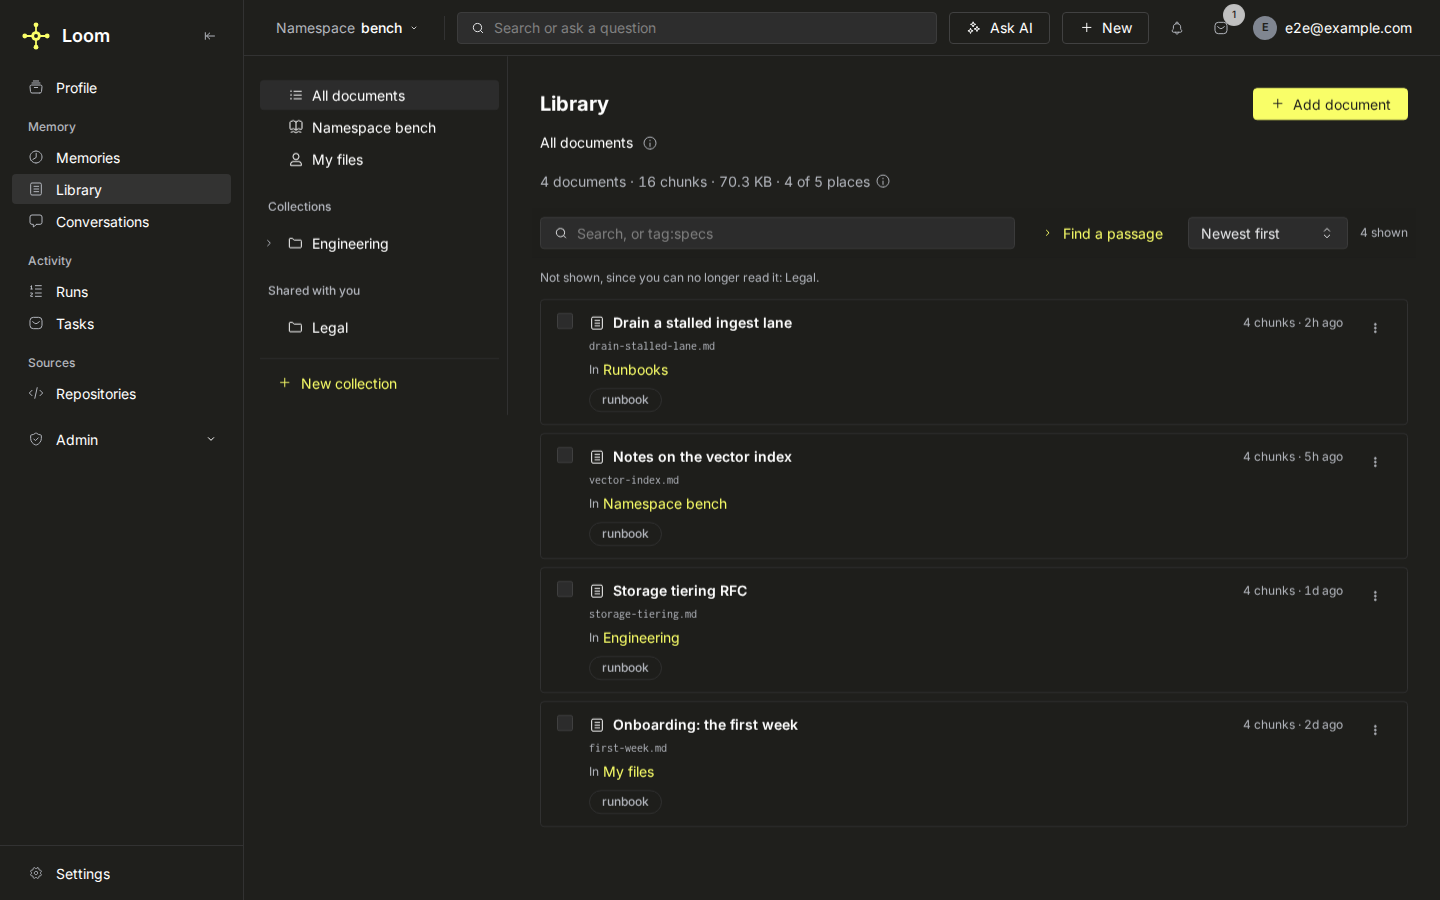 Loom
Profile
Memory
Memories
Library
Conversations
Activity
Runs
Tasks
Sources
Repositories
Admin
Settings
Namespace bench
Search or ask a question
Ask AI
New
1
E
e2e@example.com
All documents
Namespace bench
My files
Collections
Engineering
Shared with you
Legal
New collection
Library
Add document
All documents
4 documents · 16 chunks · 70.3 KB · 4 of 5 places
Search, or tag:specs
Find a passage
Newest first
4 shown
Not shown, since you can no longer read it: Legal.
Drain a stalled ingest lane
4 chunks · 2h ago
drain-stalled-lane.md
In Runbooks
runbook
Notes on the vector index
4 chunks · 5h ago
vector-index.md
In Namespace bench
runbook
Storage tiering RFC
4 chunks · 1d ago
storage-tiering.md
In Engineering
runbook
Onboarding: the first week
4 chunks · 2d ago
first-week.md
In My files
runbook